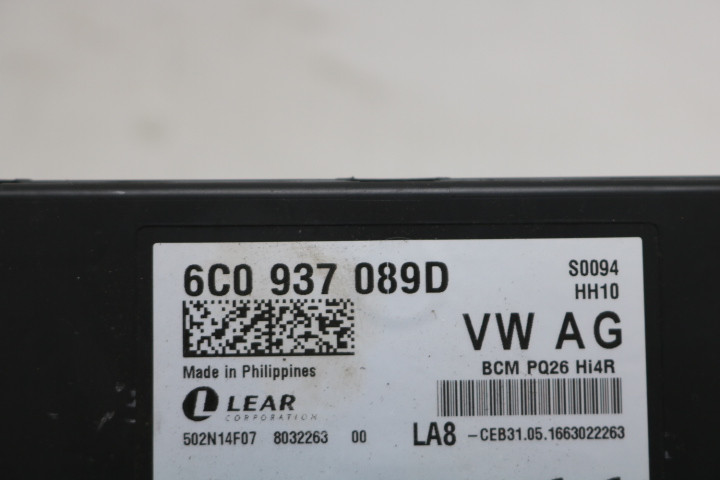 6C0 937 089D
S0094
HH10
VW AG
Made in Philippines
BCM PQ26 Hi4R
LEAR
CORPORATION
502N14F07 8032263 00
LA8 -CEB31.05.1663022263